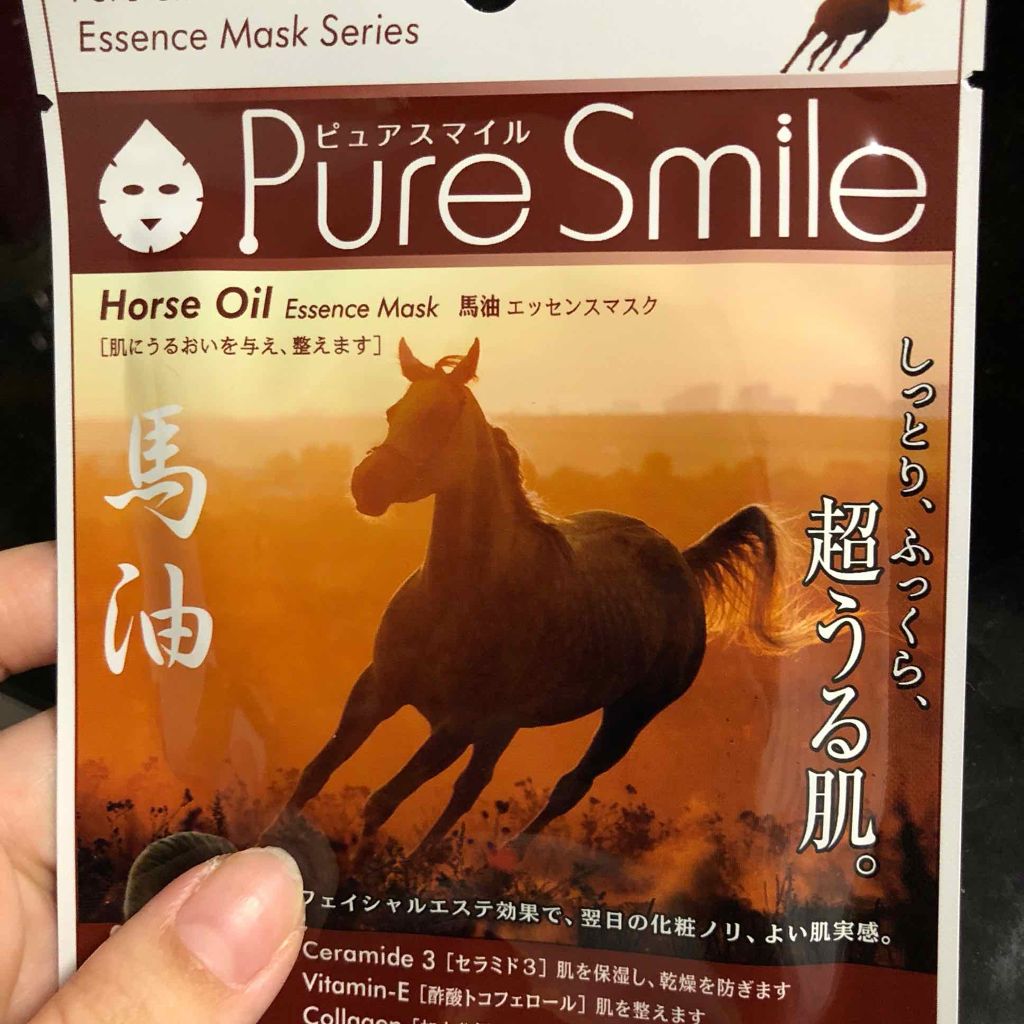 Essence Mask Series
ピュアスマイル
Pure Smile
Horse Oil Essence Mask 馬油 エッセンスマスク
[肌にうるおいを与え、整えます]
馬油
しっとり、ふっくら、
超うる肌。
フェイシャルエステ効果で、翌日の化粧ノリ、よい肌実感。
Ceramide 3 [セラミド3] 肌を保湿し、乾燥を防ぎます
Vitamin-E [酢酸トコフェロール] 肌を整えます
Collagen